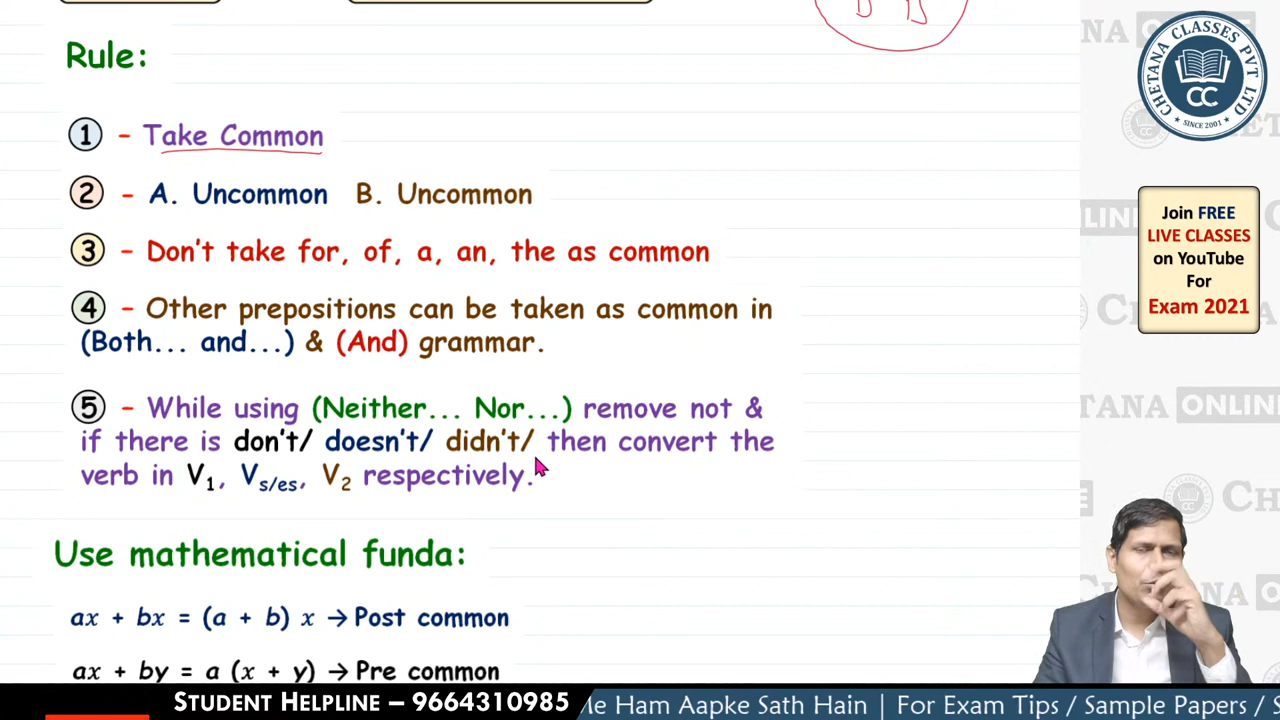 Rule:
1 - Take Common
2 - A. Uncommon B. Uncommon
3 - Don't take for, of, a, an, the as common
4 - Other prepositions can be taken as common in
(Both... and...) & (And) grammar.
5 - While using (Neither... Nor...) remove not &
if there is don't/ doesn't/ didn't/ then convert the
verb in V1, Vs/es, V2 respectively.
Use mathematical funda:
ax + bx = (a + b) x → Post common
ax + by = a (x + y) → Pre common
CHETANA CLASSES PVT LTD
CC
SINCE 2001
Join FREE
LIVE CLASSES
on YouTube
For
Exam 2021
STUDENT HELPLINE – 9664310985
Me Ham Aapke Sath Hain | For Exam Tips / Sample Papers /